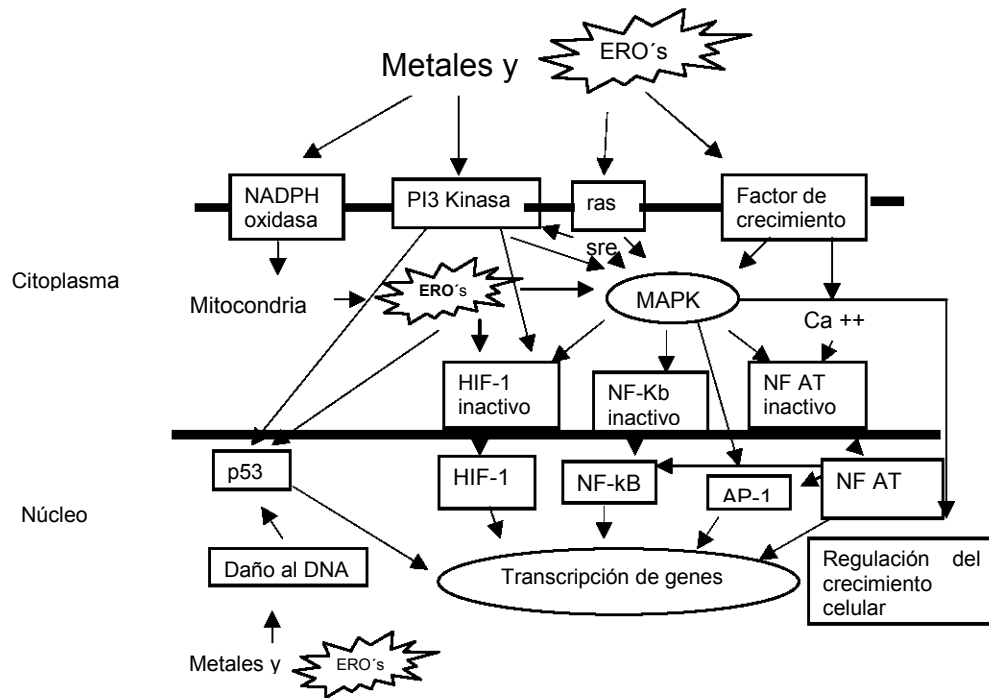 Metales y
ERO´s
NADPH
oxidasa
PI3 Kinasa
ras
Factor de
crecimiento
sre
Citoplasma
Mitocondria
ERO´s
MAPK
Ca ++
HIF-1
inactivo
NF-Kb
inactivo
NF AT
inactivo
p53
HIF-1
NF-kB
AP-1
NF AT
Núcleo
Daño al DNA
Transcripción de genes
Regulación del
crecimiento
celular
Metales y
ERO´s